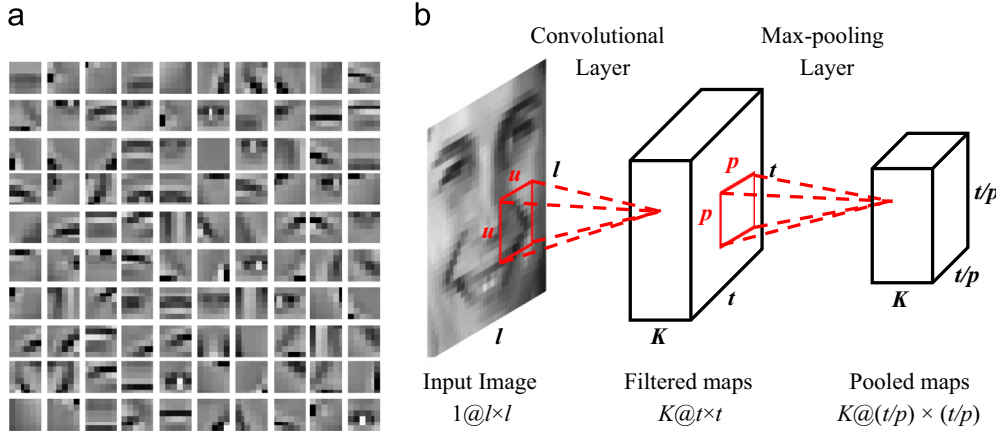 a
b
Convolutional
Layer
Max-pooling
Layer
u
l
u
l
K
p
t
p
t
t/p
t/p
K
Input Image
1@l×l
Filtered maps
K@t×t
Pooled maps
K@(t/p) × (t/p)